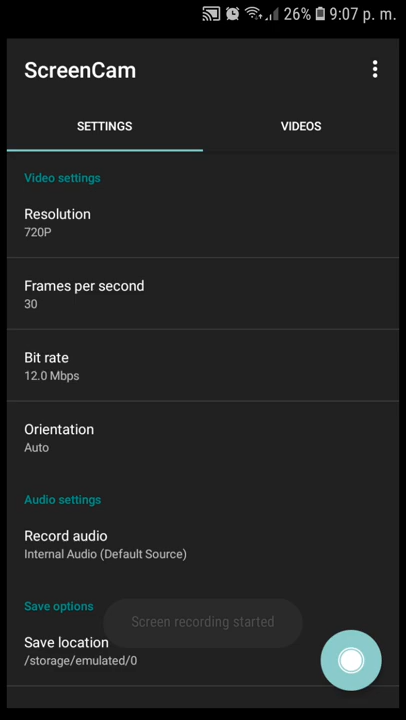 26% 9:07 p. m.
ScreenCam
SETTINGS VIDEOS
Video settings
Resolution
720P
Frames per second
30
Bit rate
12.0 Mbps
Orientation
Auto
Audio settings
Record audio
Internal Audio (Default Source)
Save options
Screen recording started
Save location
/storage/emulated/0